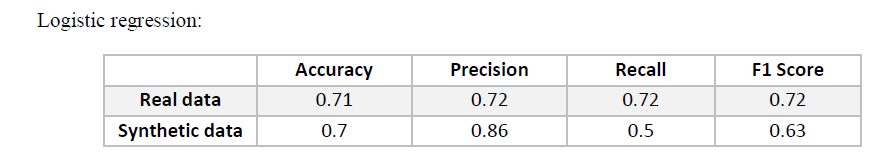 Logistic regression:
Accuracy Precision Recall F1 Score
Real data 0.71 0.72 0.72 0.72
Synthetic data 0.7 0.86 0.5 0.63